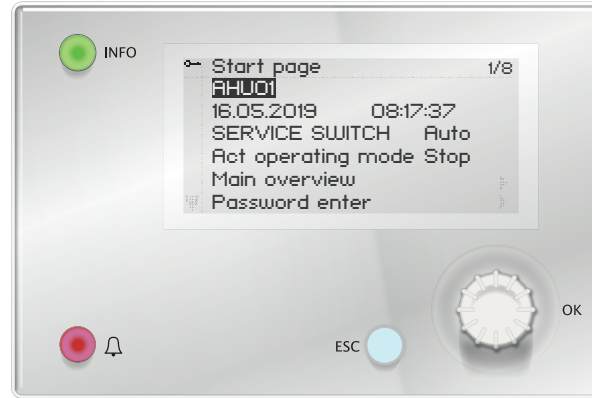 INFO
Start page 1/8
AHU01
16.05.2019 08:17:37
SERVICE SWITCH Auto
Act operating mode Stop
Main overview
Password enter
OK
ESC